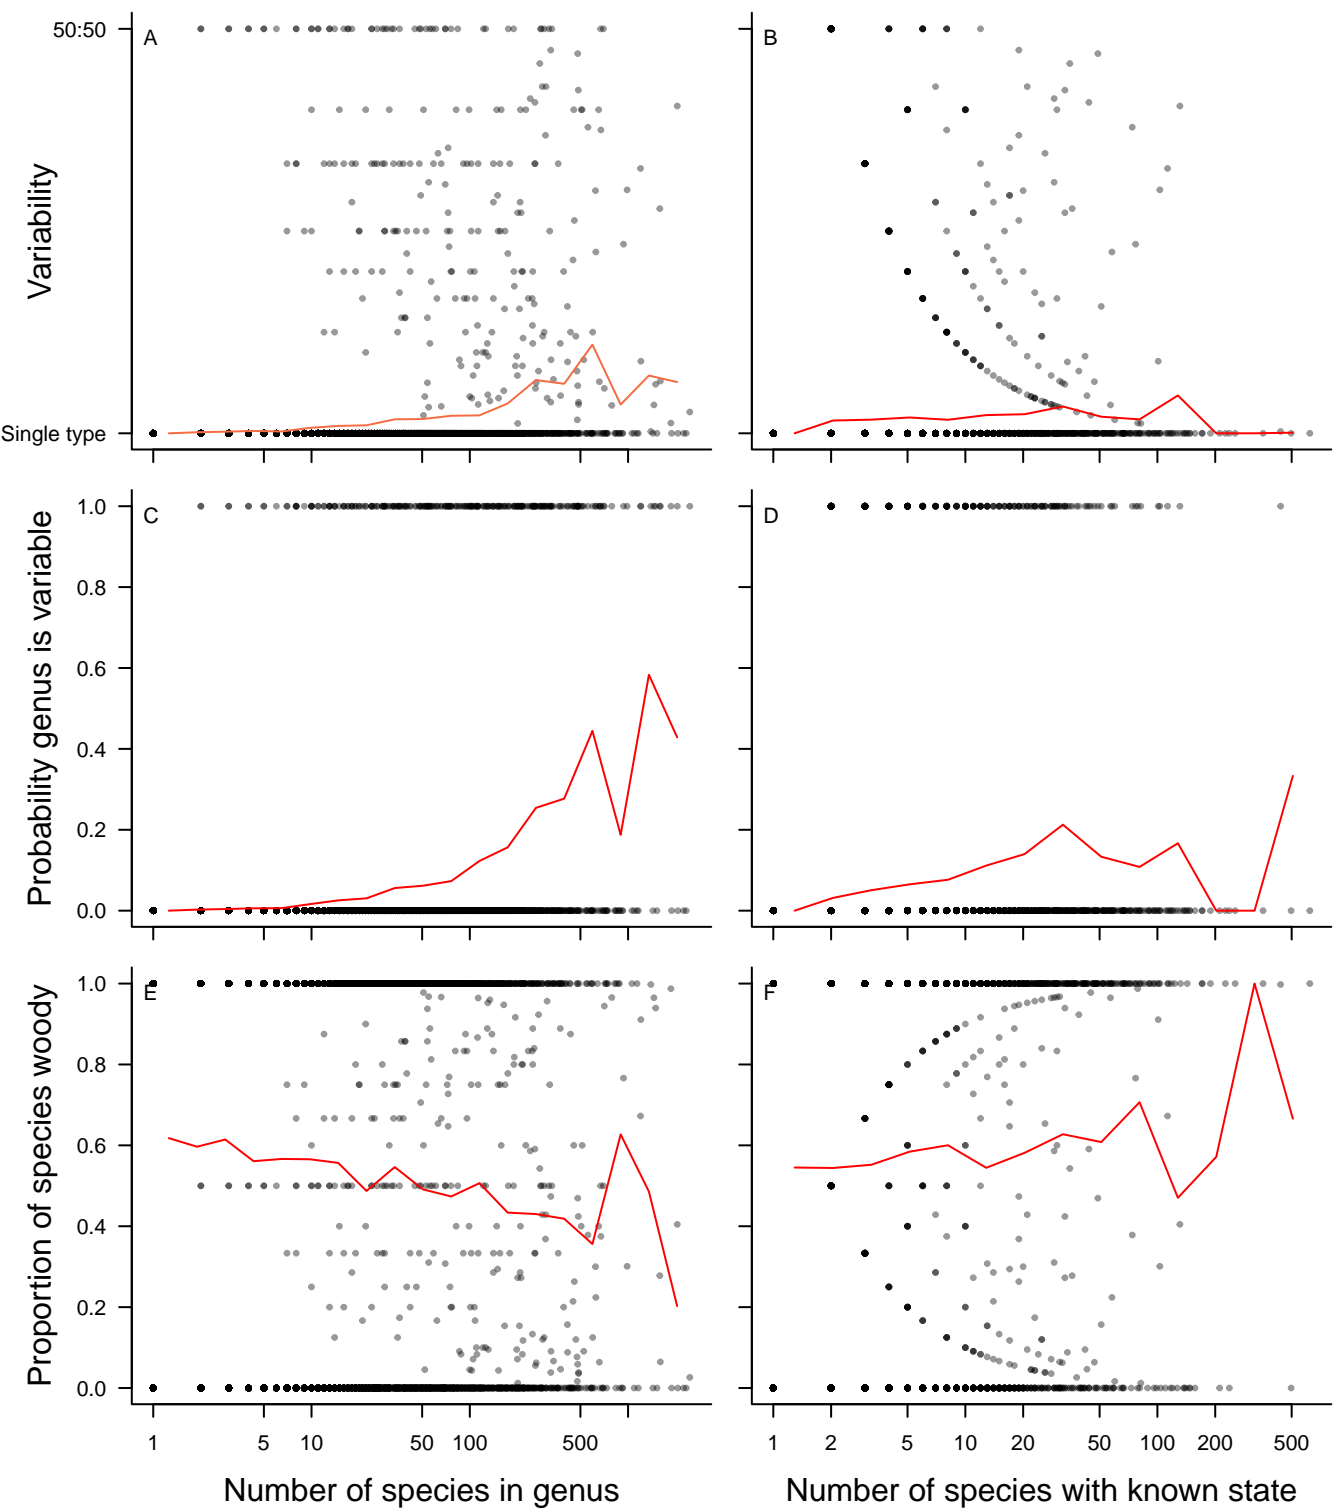 50:50
A
B
Variability
Single type
1.0
C
D
0.8
0.6
0.4
0.2
0.0
Probability genus is variable
1.0
E
F
0.8
0.6
0.4
0.2
0.0
Proportion of species woody
1 5 10 50 100 500
1 2 5 10 20 50 100 200 500
Number of species in genus
Number of species with known state